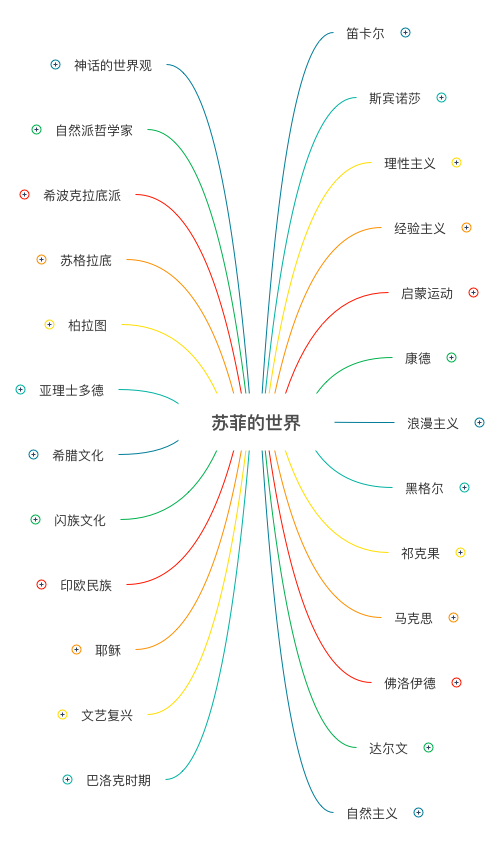 苏菲的世界
神话的世界观
自然派哲学家
希波克拉底派
苏格拉底
柏拉图
亚理士多德
希腊文化
闪族文化
印欧民族
耶稣
文艺复兴
巴洛克时期
笛卡尔
斯宾诺莎
理性主义
经验主义
启蒙运动
康德
浪漫主义
黑格尔
祁克果
马克思
佛洛伊德
达尔文
自然主义